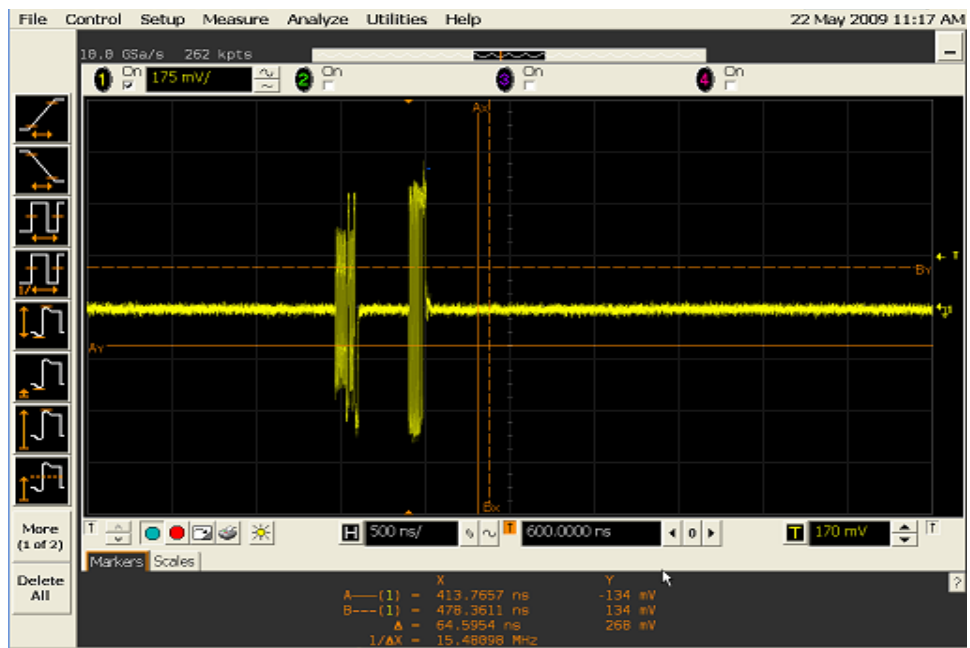 File Control Setup Measure Analyze Utilities Help 22 May 2009 11:17 AM
10.0 GSa/s 262 kpts
1 On 175 mV/ 2 On 3 On 4 On
Ax
T
By
Ay
Bx
More
(1 of 2)
Delete
All
T H 500 ns/ T 600.0000 ns 0 T 170 mV T
Markers Scales
?
X Y
A——(1) = 413.7657 ns -134 mV
B---(1) = 478.3611 ns 134 mV
Δ = 64.5954 ns 268 mV
1/ΔX = 15.48098 MHz